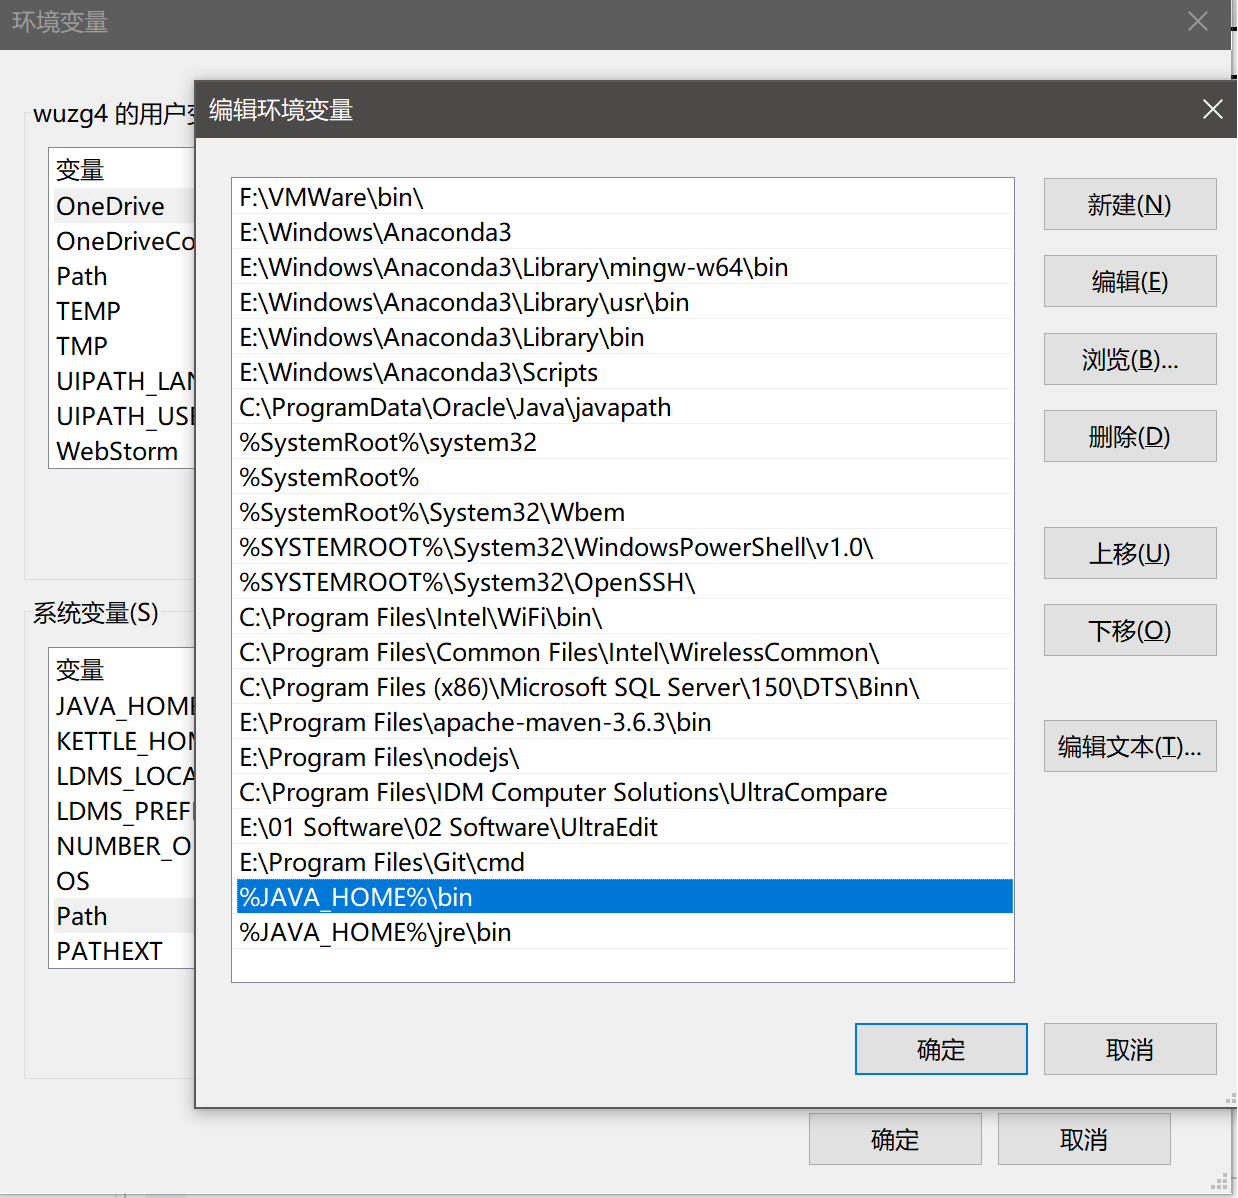 环境变量
wuzg4 的用户
变量
OneDrive
OneDriveCo
Path
TEMP
TMP
UIPATH_LAN
UIPATH_USE
WebStorm
系统变量(S)
变量
JAVA_HOME
KETTLE_HOM
LDMS_LOCA
LDMS_PREF
NUMBER_O
OS
Path
PATHEXT
编辑环境变量
F:\VMWare\bin\
E:\Windows\Anaconda3
E:\Windows\Anaconda3\Library\mingw-w64\bin
E:\Windows\Anaconda3\Library\usr\bin
E:\Windows\Anaconda3\Library\bin
E:\Windows\Anaconda3\Scripts
C:\ProgramData\Oracle\Java\javapath
%SystemRoot%\system32
%SystemRoot%
%SystemRoot%\System32\Wbem
%SYSTEMROOT%\System32\WindowsPowerShell\v1.0\
%SYSTEMROOT%\System32\OpenSSH\
C:\Program Files\Intel\WiFi\bin\
C:\Program Files\Common Files\Intel\WirelessCommon\
C:\Program Files (x86)\Microsoft SQL Server\150\DTS\Binn\
E:\Program Files\apache-maven-3.6.3\bin
E:\Program Files\nodejs\
C:\Program Files\IDM Computer Solutions\UltraCompare
E:\01 Software\02 Software\UltraEdit
E:\Program Files\Git\cmd
%JAVA_HOME%\bin
%JAVA_HOME%\jre\bin
新建(N)
编辑(E)
浏览(B)...
删除(D)
上移(U)
下移(O)
编辑文本(T)...
确定
取消
确定
取消